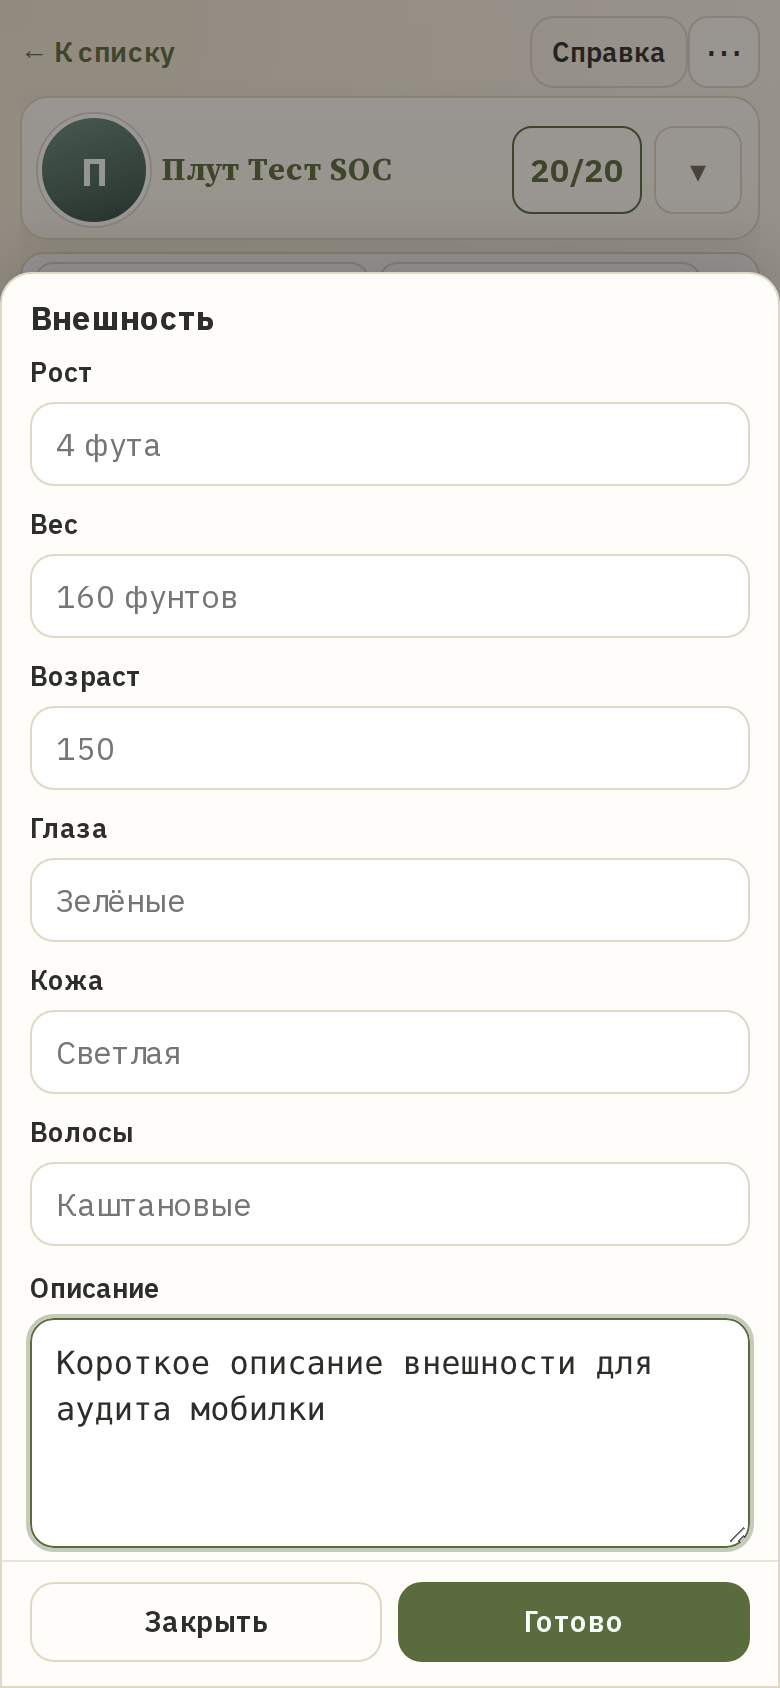 ← К списку
Справка
...
П
Плут Тест SOC
20/20
▼
Внешность
Рост
4 фута
Вес
160 фунтов
Возраст
150
Глаза
Зелёные
Кожа
Светлая
Волосы
Каштановые
Описание
Короткое описание внешности для
аудита мобилки
Закрыть
Готово